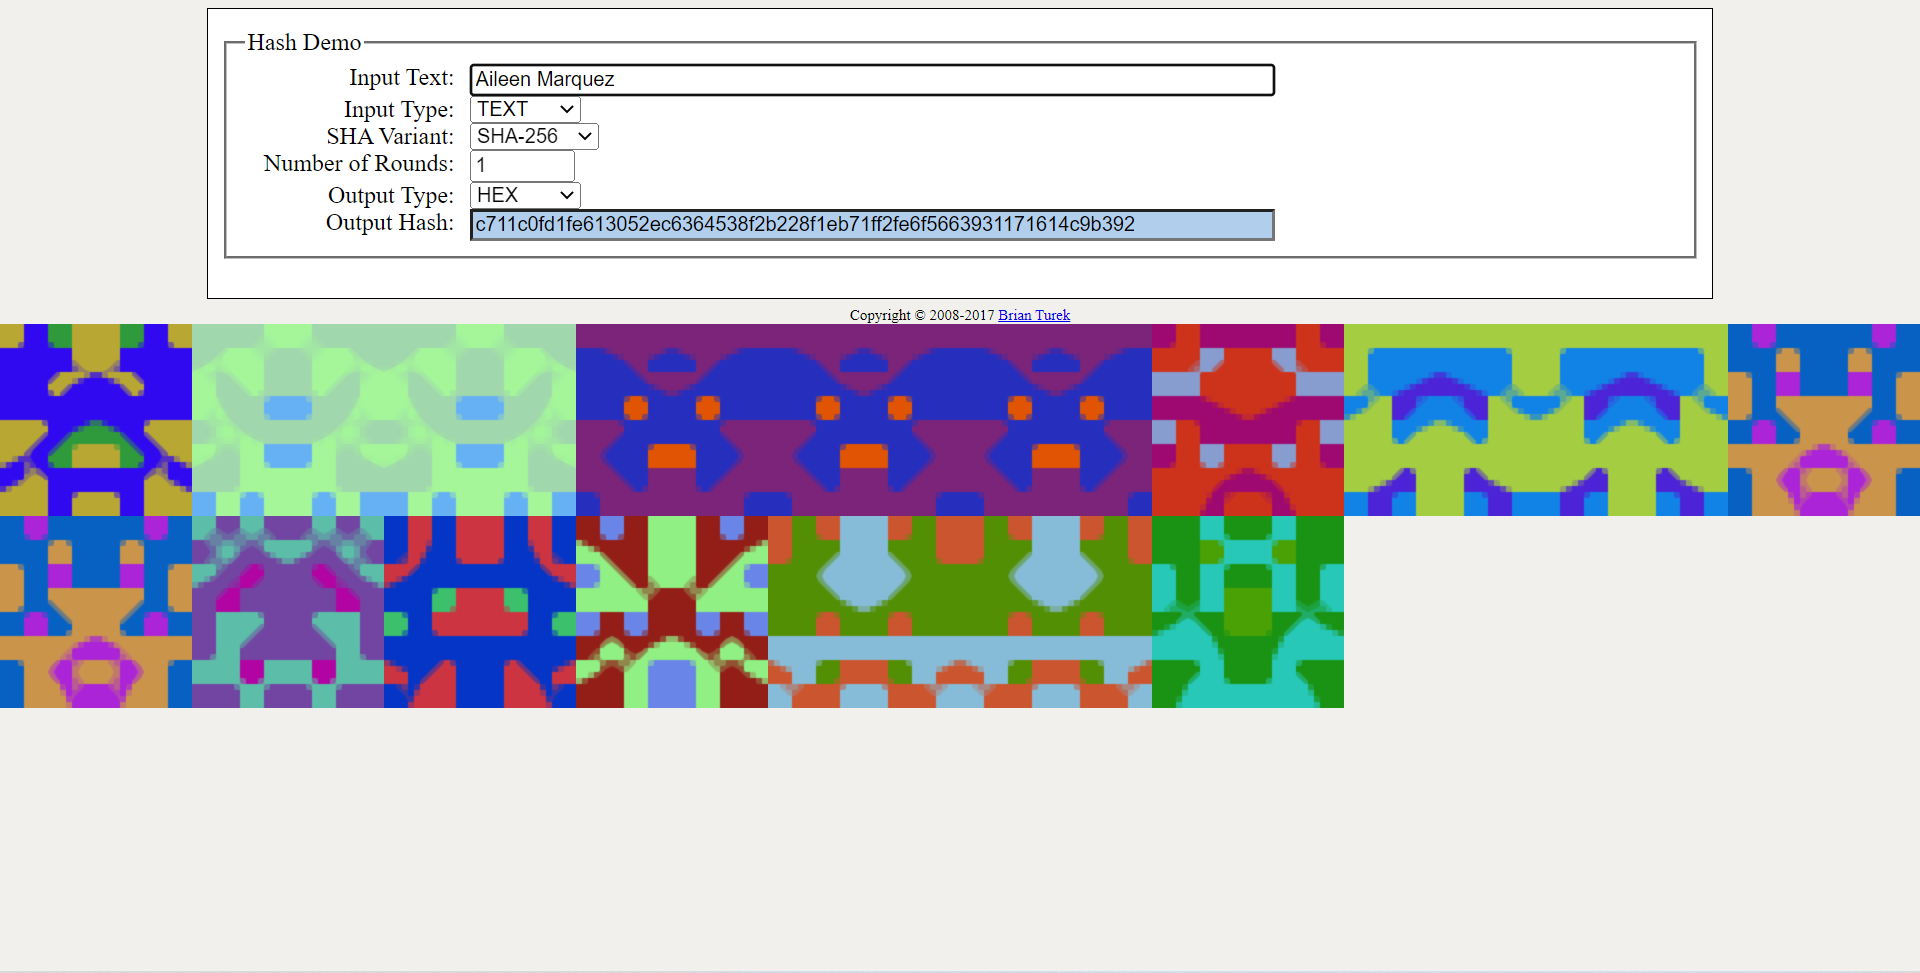 Hash Demo
Input Text: Aileen Marquez
Input Type: TEXT
SHA Variant: SHA-256
Number of Rounds: 1
Output Type: HEX
Output Hash: c711c0fd1fe613052ec6364538f2b228f1eb71ff2fe6f5663931171614c9b392
Copyright © 2008-2017 Brian Turek